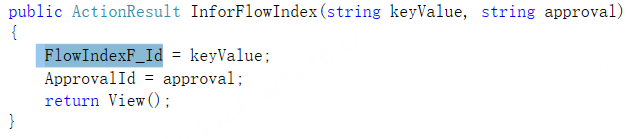 public ActionResult InforFlowIndex(string keyValue, string approval)
{
    FlowIndexF_Id = keyValue;
    ApprovalId = approval;
    return View();
}